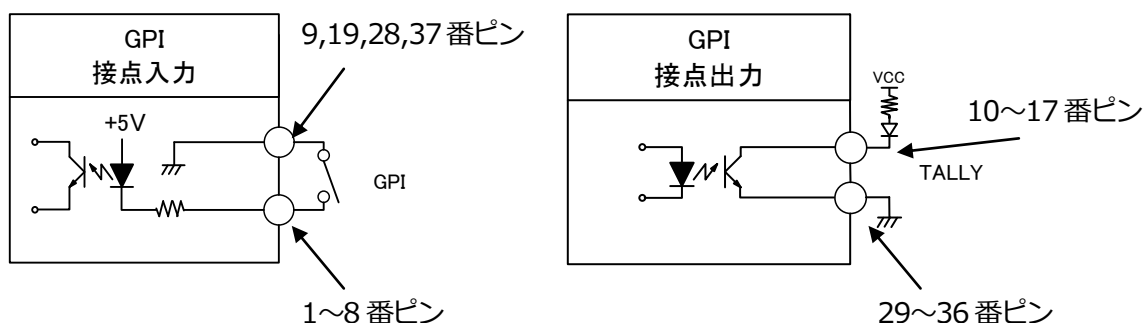 GPI
接点入力
9,19,28,37 番ピン
+5V
GPI
1～8 番ピン
GPI
接点出力
VCC
10～17 番ピン
TALLY
29～36 番ピン